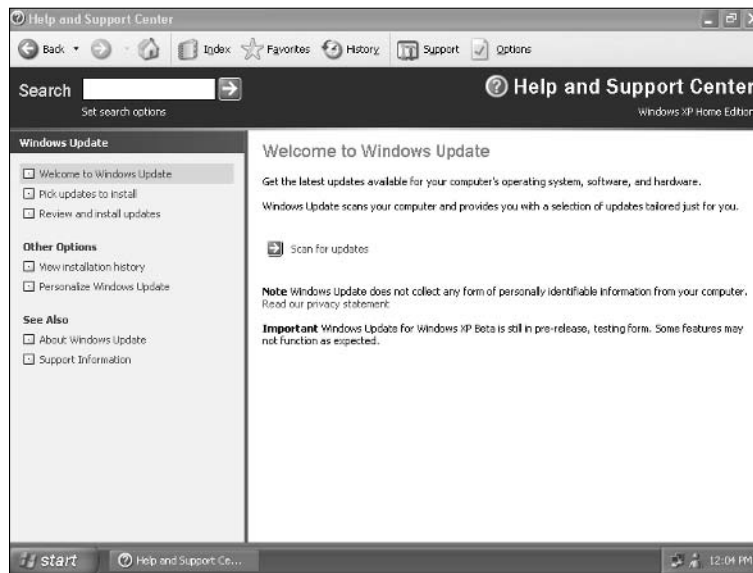 Help and Support Center
Back Index Favorites History Support Options
Search
Set search options
Help and Support Center
Windows XP Home Edition
Windows Update
Welcome to Windows Update
Pick updates to install
Review and install updates
Other Options
View installation history
Personalize Windows Update
See Also
About Windows Update
Support Information
Welcome to Windows Update
Get the latest updates available for your computer's operating system, software, and hardware.
Windows Update scans your computer and provides you with a selection of updates tailored just for you.
Scan for updates
Note Windows Update does not collect any form of personally identifiable information from your computer.
Read our privacy statement
Important Windows Update for Windows XP Beta is still in pre-release, testing form. Some features may
not function as expected.
start Help and Support Ce... 12:04 PM